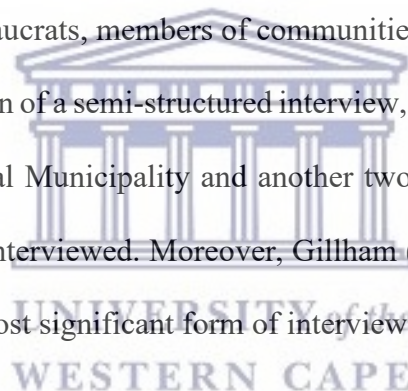 aucrats, members of communitie
n of a semi-structured interview,
al Municipality and another two
nterviewed. Moreover, Gillham (
UNIVERSITY of the
ost significant form of interview
WESTERN CAPE